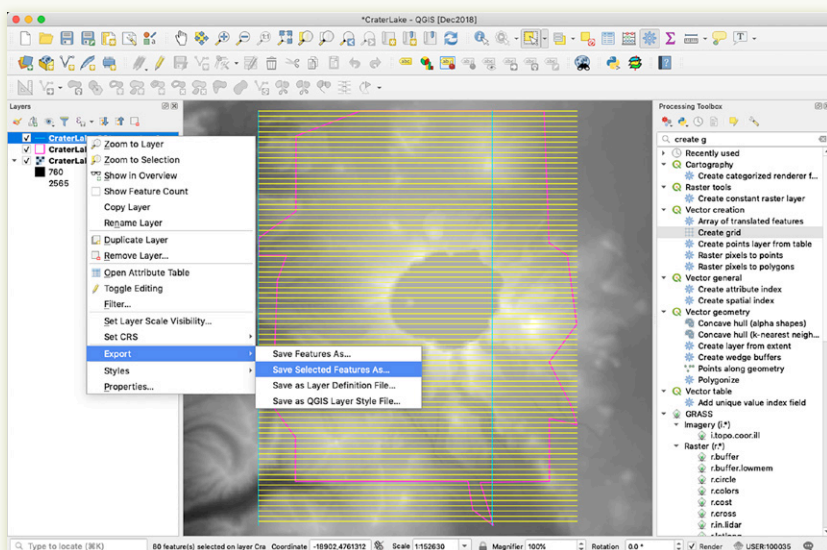 *CraterLake - QGIS [Dec2018]
Layers
CraterLake
CraterL
CraterL
760
2565
Zoom to Layer
Zoom to Selection
Show in Overview
Show Feature Count
Copy Layer
Rename Layer
Duplicate Layer
Remove Layer...
Open Attribute Table
Toggle Editing
Filter...
Set Layer Scale Visibility...
Set CRS
Export
Styles
Properties...
Save Features As...
Save Selected Features As...
Save as Layer Definition File...
Save as QGIS Layer Style File...
Processing Toolbox
create g
Recently used
Cartography
Create categorized renderer f...
Raster tools
Create constant raster layer
Vector creation
Array of translated features
Create grid
Create points layer from table
Raster pixels to points
Raster pixels to polygons
Vector general
Create attribute index
Create spatial index
Vector geometry
Concave hull (alpha shapes)
Concave hull (k-nearest neigh...
Create layer from extent
Create wedge buffers
Points along geometry
Polygonize
Vector table
Add unique value index field
GRASS
Imagery (i.*)
i.topo.coor.ill
Raster (r.*)
r.buffer
r.buffer.lowmem
r.circle
r.colors
r.cost
r.cross
r.in.lidar
Type to locate (⌘K) 80 feature(s) selected on layer Cra Coordinate -18902,4761312 Scale 1:152630 Magnifier 100% Rotation 0.0 ° Render USER:100035